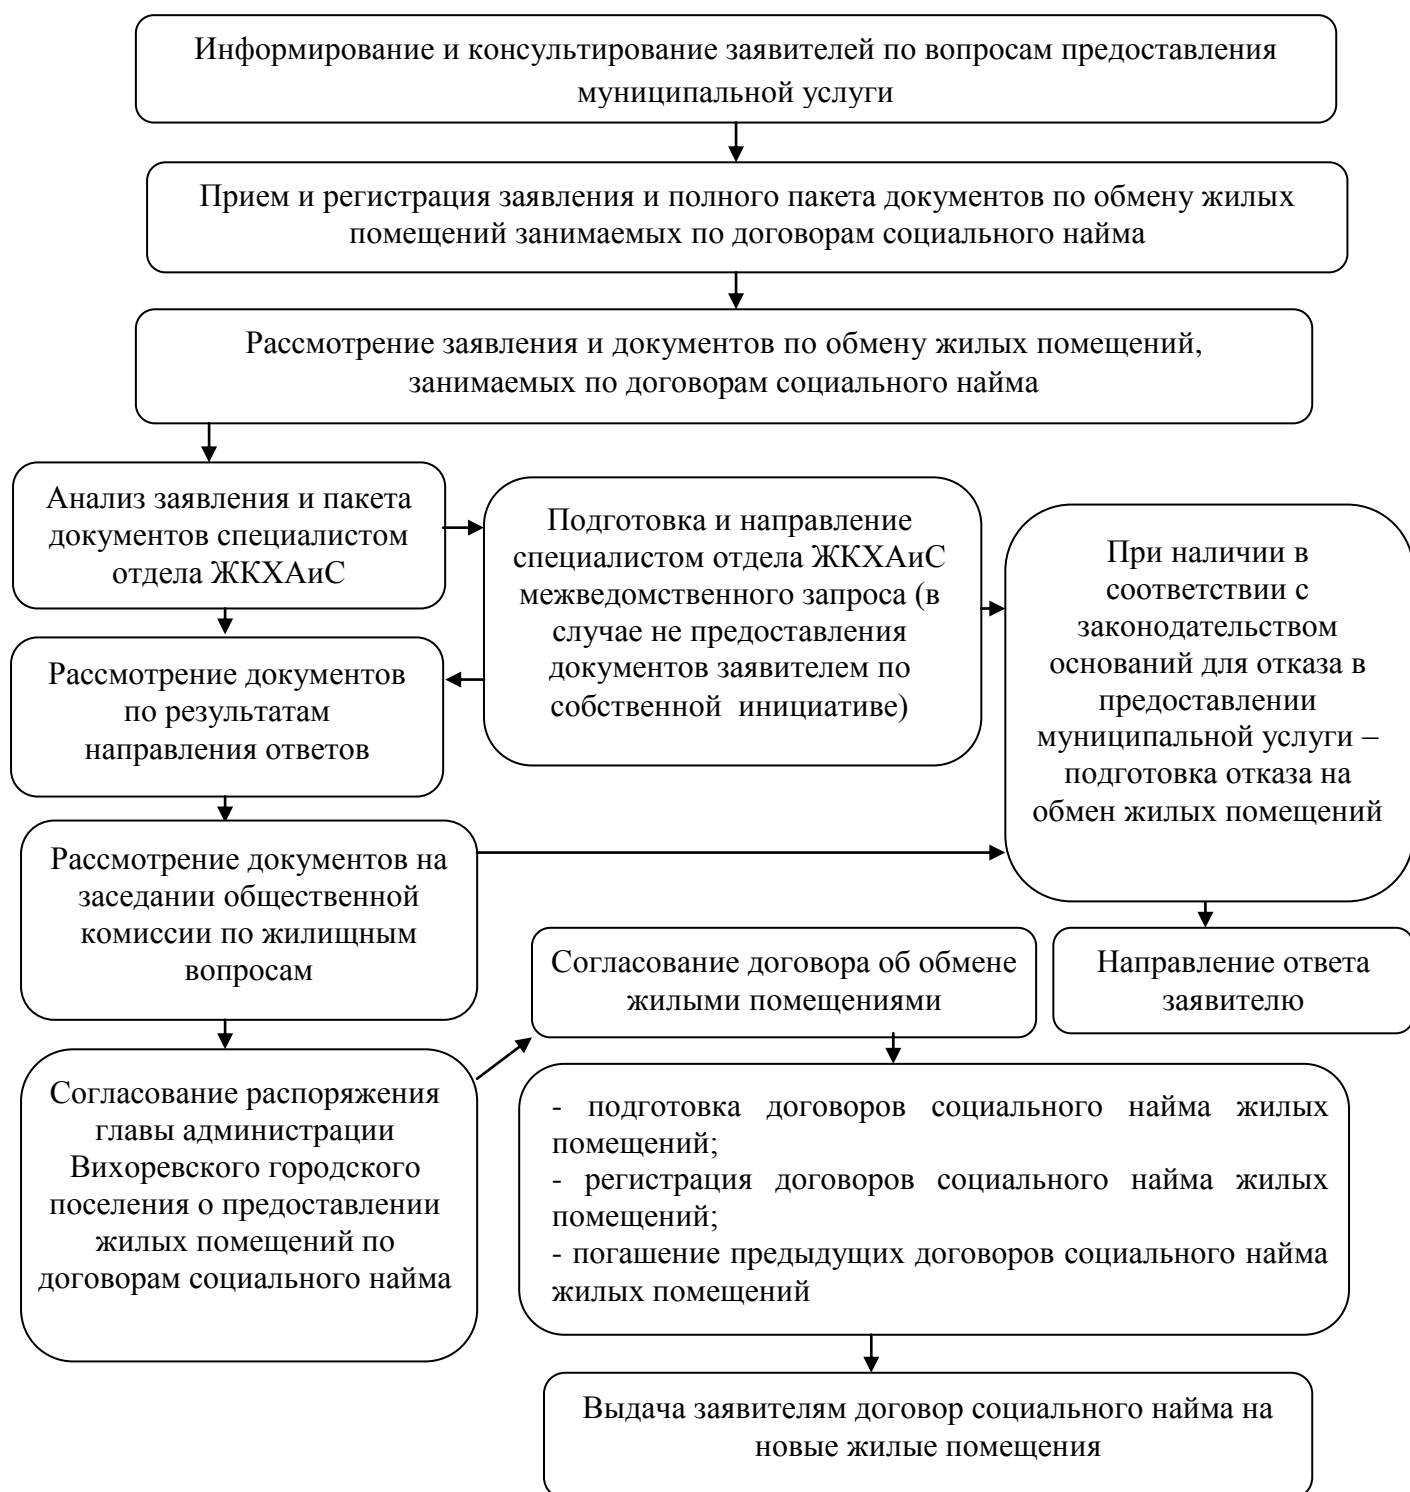 Информирование и консультирование заявителей по вопросам предоставления
муниципальной услуги
Прием и регистрация заявления и полного пакета документов по обмену жилых
помещений занимаемых по договорам социального найма
Рассмотрение заявления и документов по обмену жилых помещений,
занимаемых по договорам социального найма
Анализ заявления и пакета
документов специалистом
отдела ЖКХАиС
Подготовка и направление
специалистом отдела ЖКХАиС
межведомственного запроса (в
случае не предоставления
документов заявителем по
собственной инициативе)
При наличии в
соответствии с
законодательством
оснований для отказа в
предоставлении
муниципальной услуги –
подготовка отказа на
обмен жилых помещений
Рассмотрение документов
по результатам
направления ответов
Рассмотрение документов на
заседании общественной
комиссии по жилищным
вопросам
Согласование договора об обмене
жилыми помещениями
Направление ответа
заявителю
Согласование распоряжения
главы администрации
Вихоревского городского
поселения о предоставлении
жилых помещений по
договорам социального найма
- подготовка договоров социального найма жилых
помещений;
- регистрация договоров социального найма жилых
помещений;
- погашение предыдущих договоров социального найма
жилых помещений
Выдача заявителям договор социального найма на
новые жилые помещения